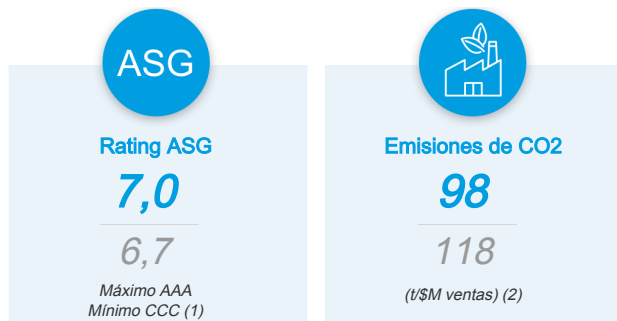 ASG
Rating ASG
7,0
6,7
Máximo AAA
Mínimo CCC (1)
Emisiones de CO2
98
118
(t/$M ventas) (2)